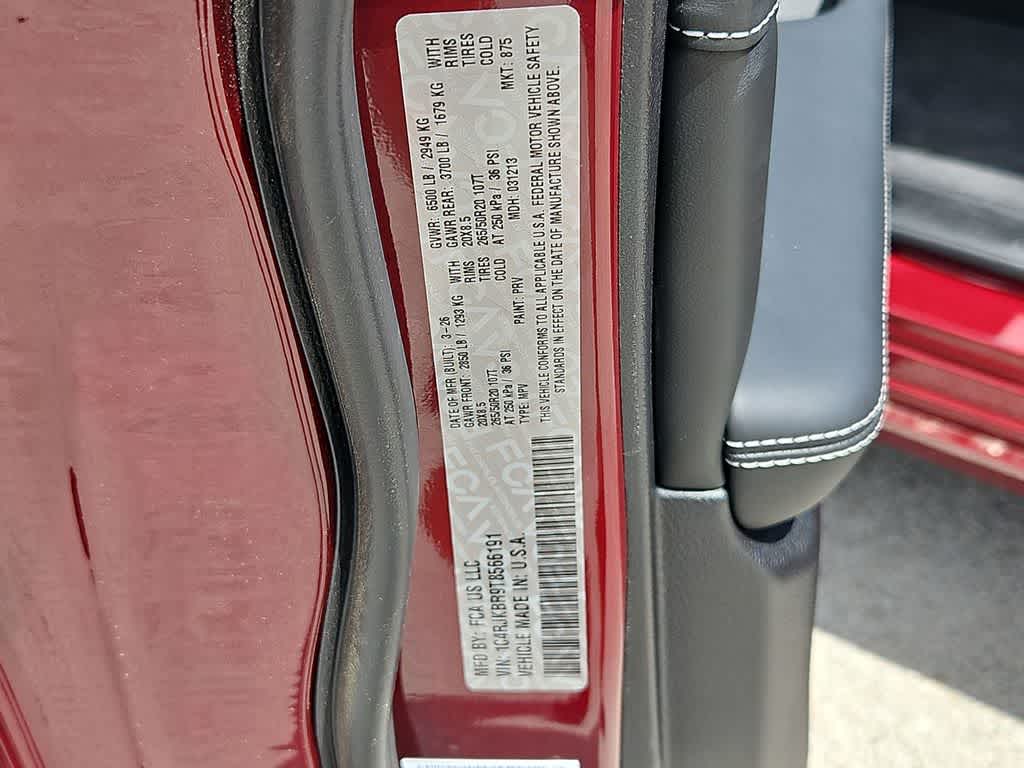 MFD BY: FCA US LLC
DATE OF MFR (BUILT): 3-26
GVWR: 6500 LB / 2949 KG
GAWR FRONT: 2850 LB / 1293 KG WITH
20X8.5 RIMS
265/50R20 107T TIRES
AT 250 kPa / 36 PSI COLD
GAWR REAR: 3700 LB / 1679 KG WITH
20X8.5 RIMS
265/50R20 107T TIRES
AT 250 kPa / 36 PSI COLD
VIN: 1C4RJKBR9T8566191
TYPE: MPV
PAINT: PRV
MDH: 031213
MKT: 875
VEHICLE MADE IN: U.S.A.
THIS VEHICLE CONFORMS TO ALL APPLICABLE U.S.A. FEDERAL MOTOR VEHICLE SAFETY
STANDARDS IN EFFECT ON THE DATE OF MANUFACTURE SHOWN ABOVE.
FCA
FCA